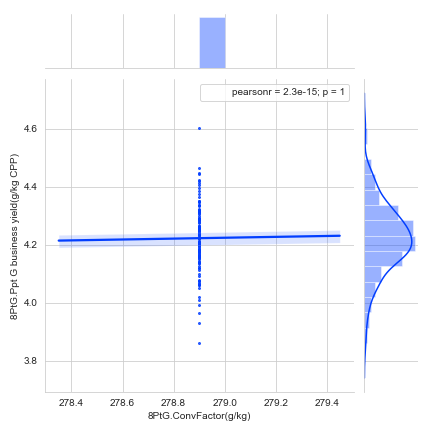 pearsonr = 2.3e-15; p = 1
4.6
4.4
4.2
4.0
3.8
8PtG.Ppt G business yield(g/kg CPP)
278.4 278.6 278.8 279.0 279.2 279.4
8PtG.ConvFactor(g/kg)